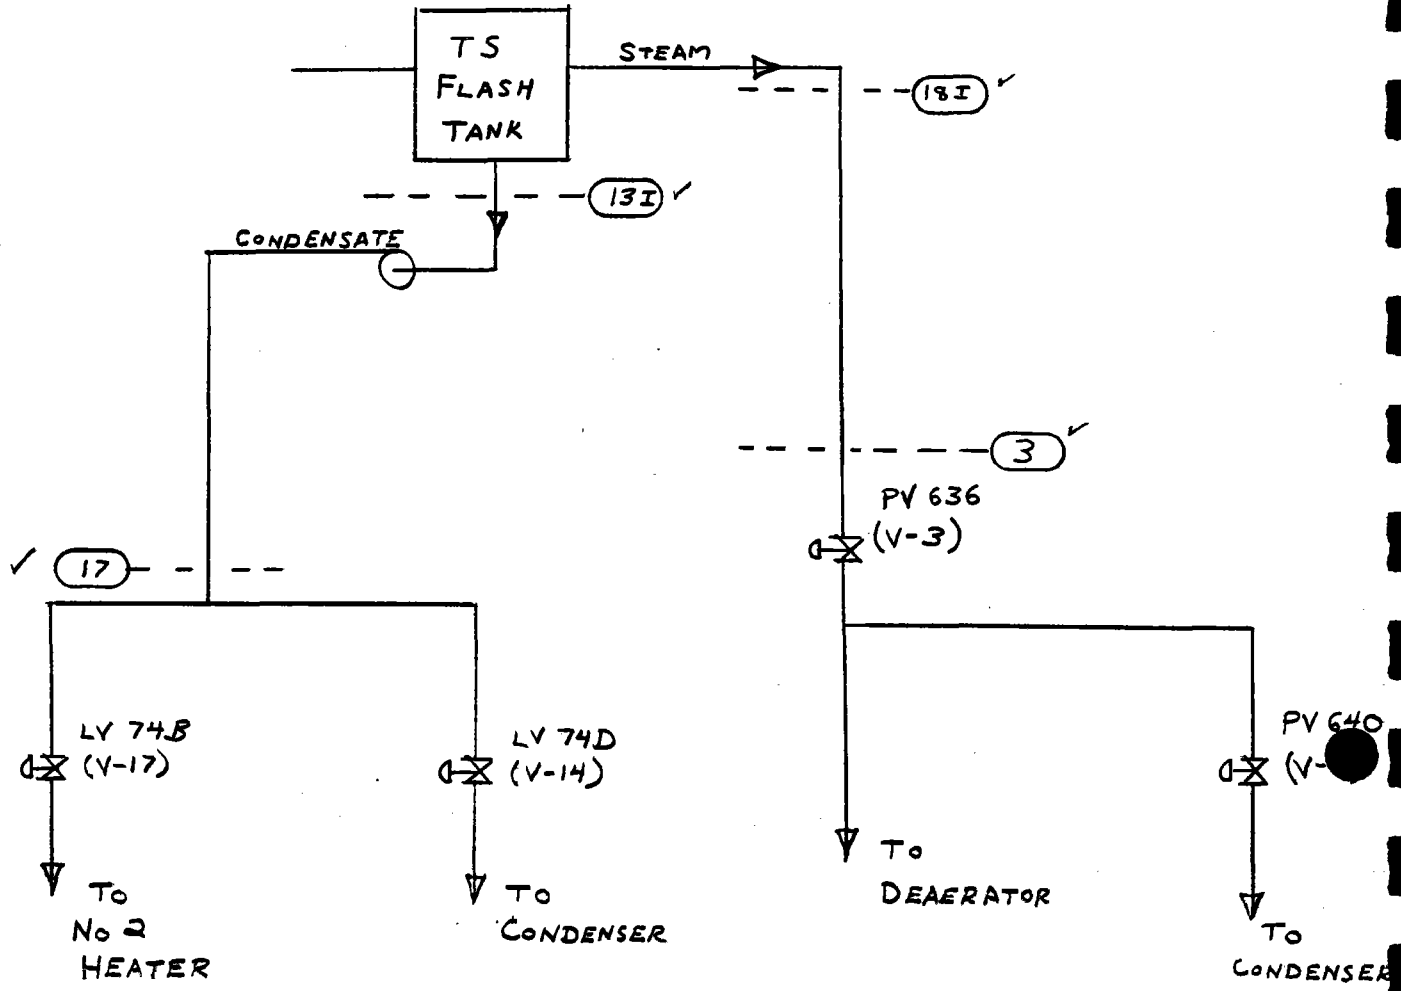 TS
FLASH
TANK
STEAM
18I
13I
CONDENSATE
3
PV 636
(V-3)
17
LV 74B
(V-17)
LV 74D
(V-14)
PV 640
(V-
TO
DEAERATOR
TO
NO 2
HEATER
TO
CONDENSER
TO
CONDENSER